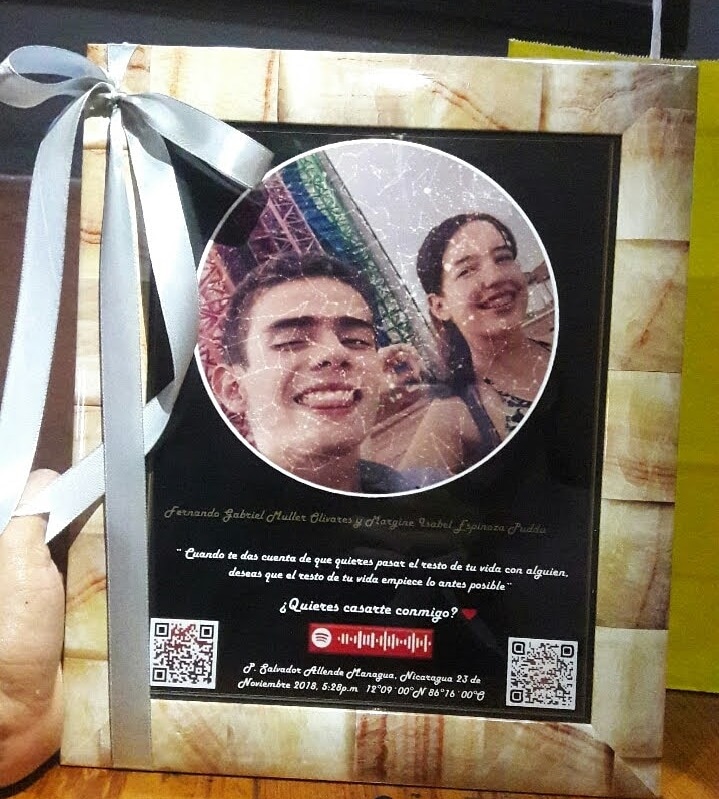 Fernando Gabriel Muller Olivares y Margine Isabel Espinoza Puddu
¨ Cuando te das cuenta de que quieres pasar el resto de tu vida con alguien,
deseas que el resto de tu vida empiece lo antes posible¨
¿Quieres casarte conmigo?
P. Salvador Allende Managua, Nicaragua 23 de
Noviembre 2018, 5:28p.m 12°09´00¨N 86°16´00¨O